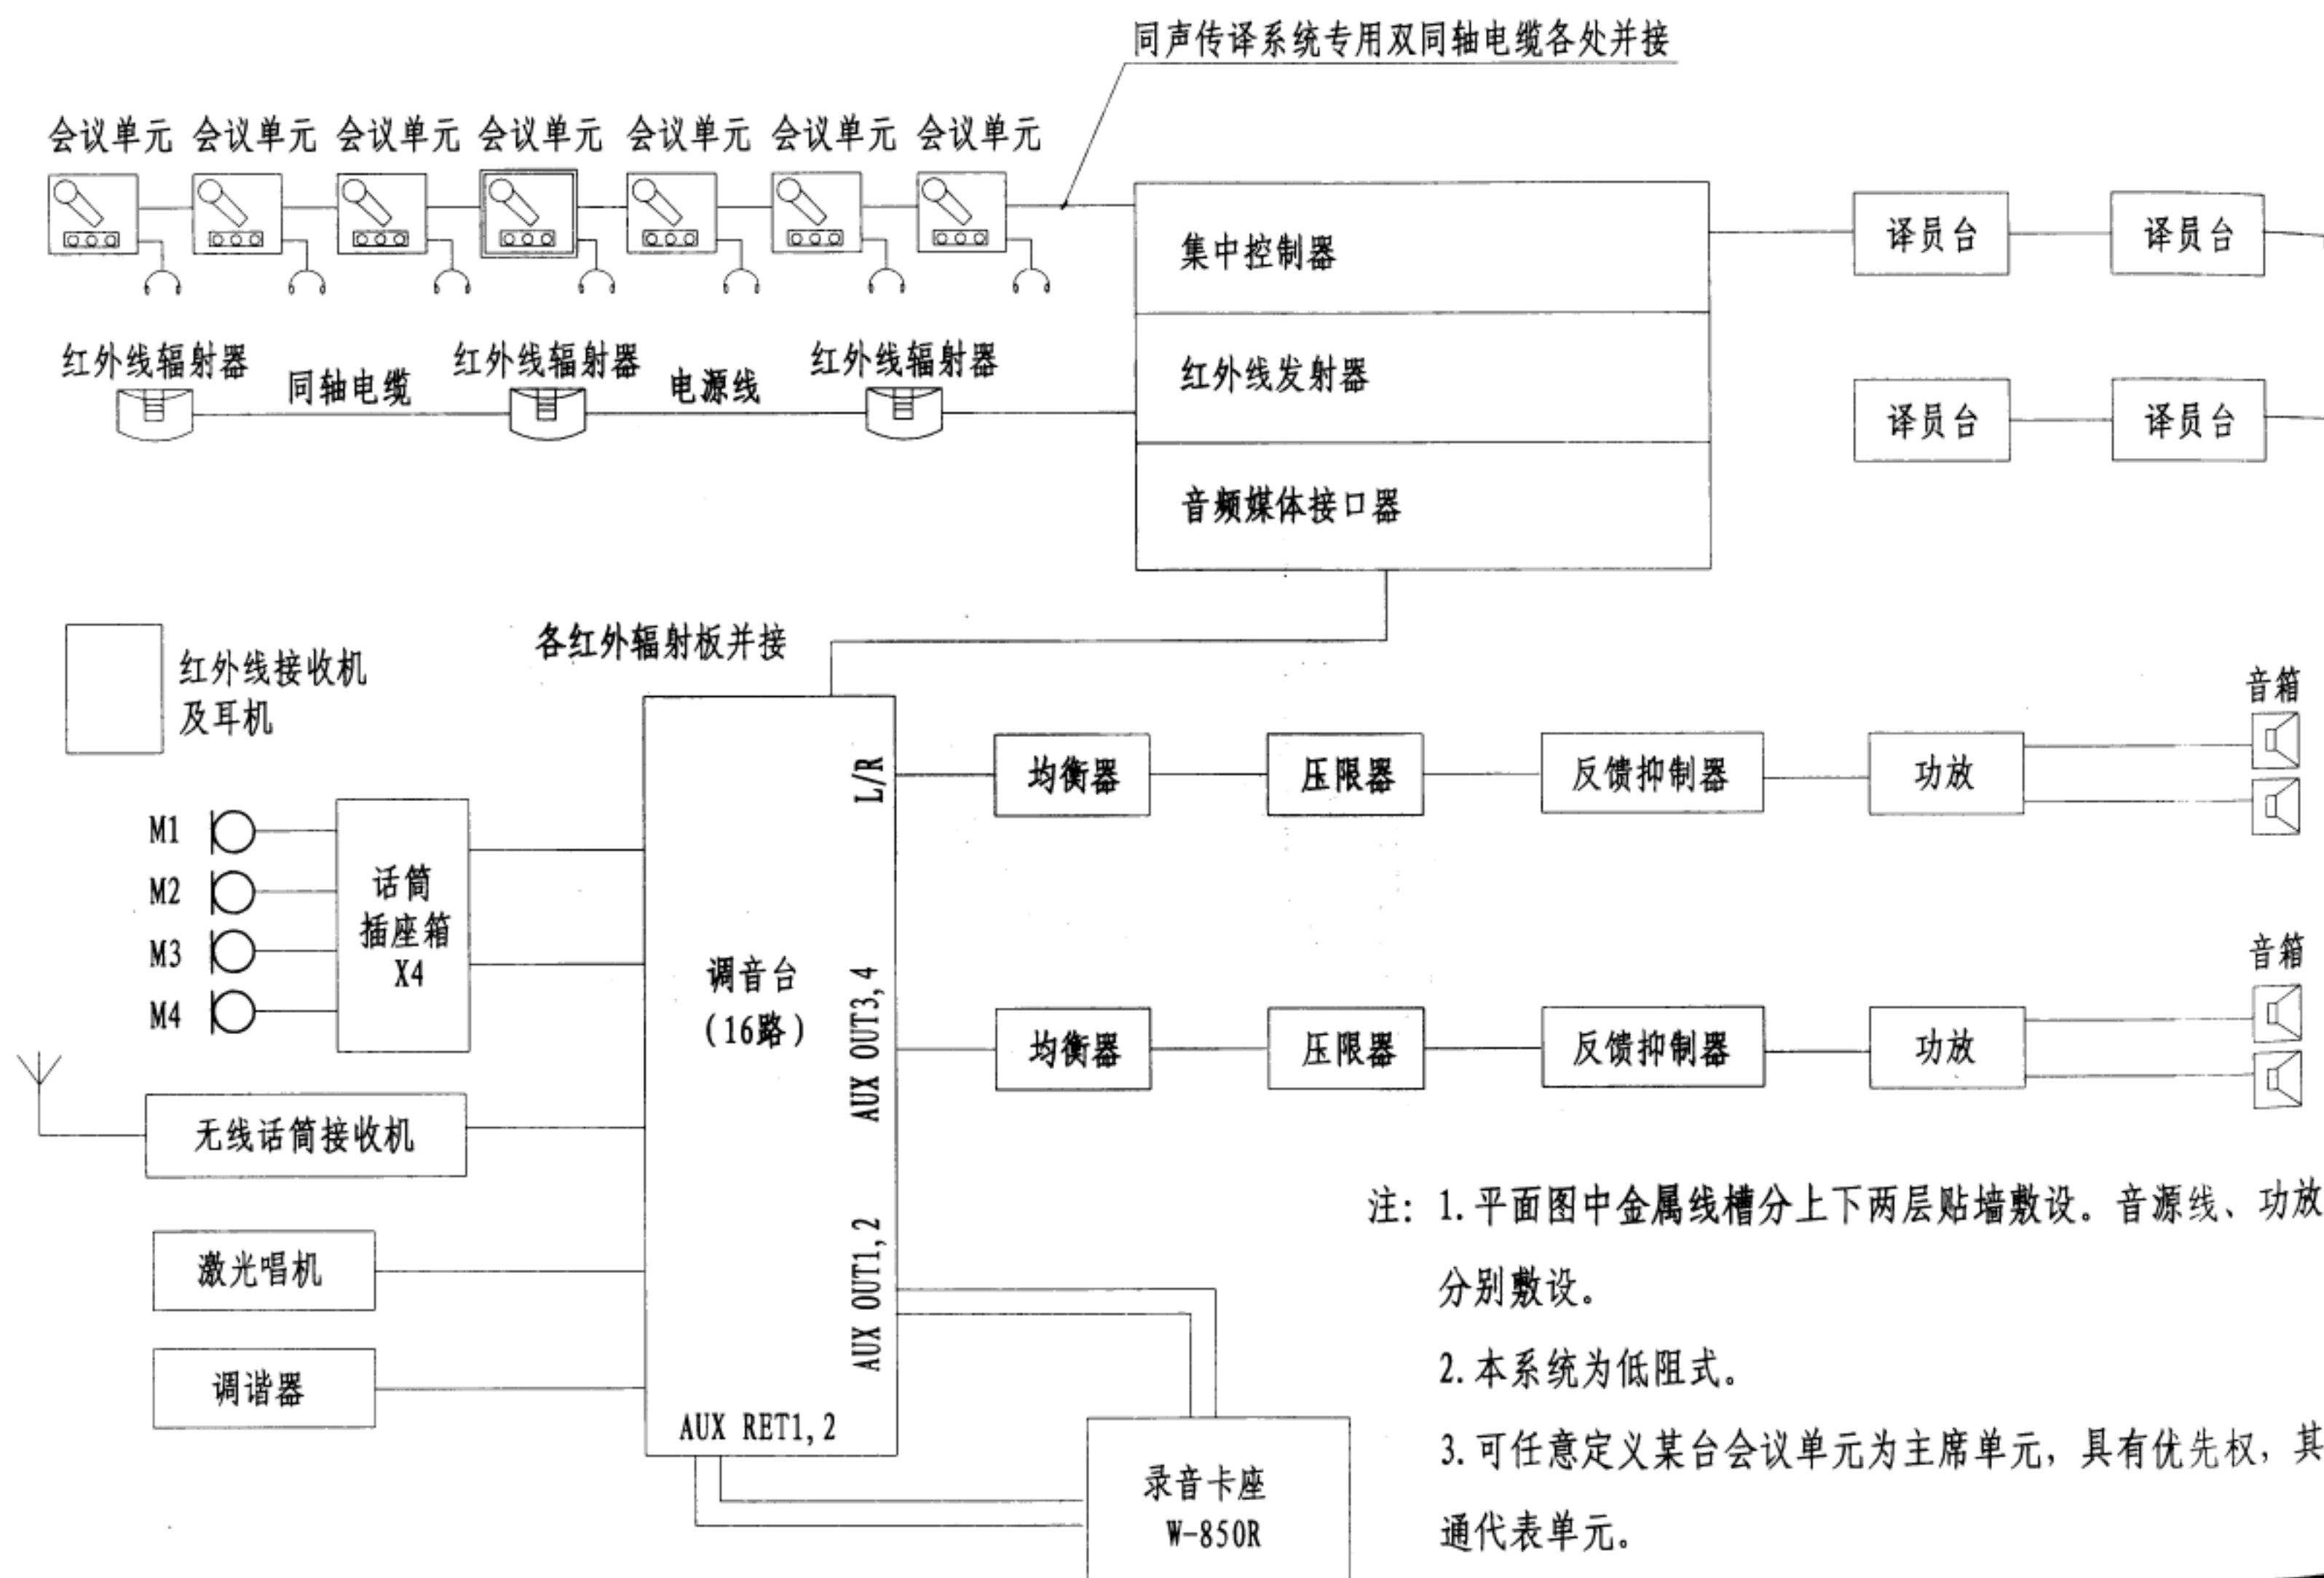 同声传译系统专用双同轴电缆各处并接
会议单元 会议单元 会议单元 会议单元 会议单元 会议单元 会议单元
集中控制器
译员台 译员台
红外线辐射器 红外线辐射器 红外线辐射器
同轴电缆 电源线
红外线发射器
译员台 译员台
音频媒体接口器
各红外辐射板并接
红外线接收机
及耳机
音箱
L/R
均衡器 压限器 反馈抑制器 功放
M1
M2
M3
M4
话筒
插座箱
X4
调音台
(16路)
音箱
AUX OUT3,4
均衡器 压限器 反馈抑制器 功放
无线话筒接收机
激光唱机
AUX OUT1,2
调谐器
AUX RET1,2
录音卡座
W-850R
注: 1.平面图中金属线槽分上下两层贴墙敷设。音源线、功放
分别敷设。
2.本系统为低阻式。
3.可任意定义某台会议单元为主席单元,具有优先权,其
通代表单元。